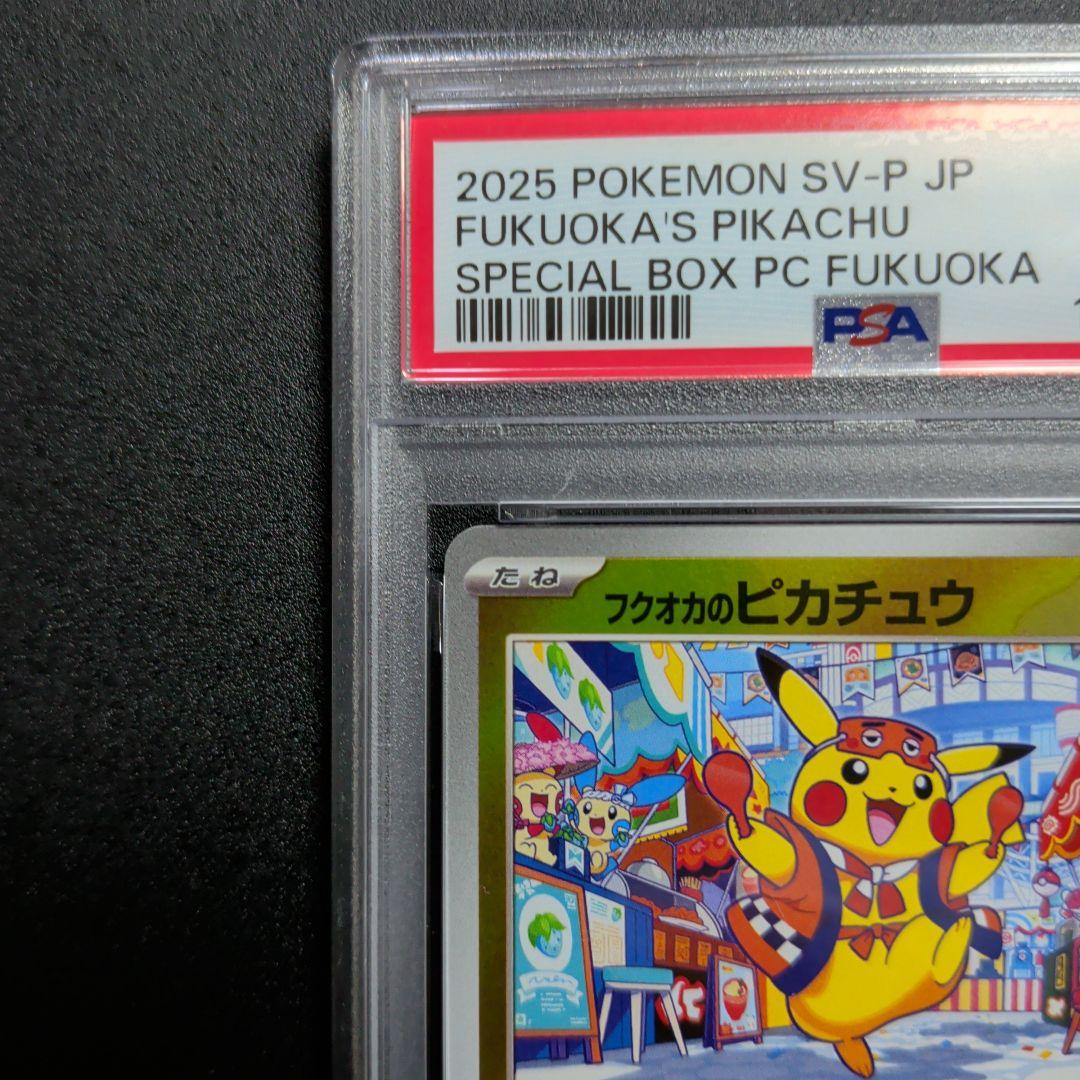 2025 POKEMON SV-P JP
FUKUOKA'S PIKACHU
SPECIAL BOX PC FUKUOKA
PSA
たね
フクオカのピカチュウ